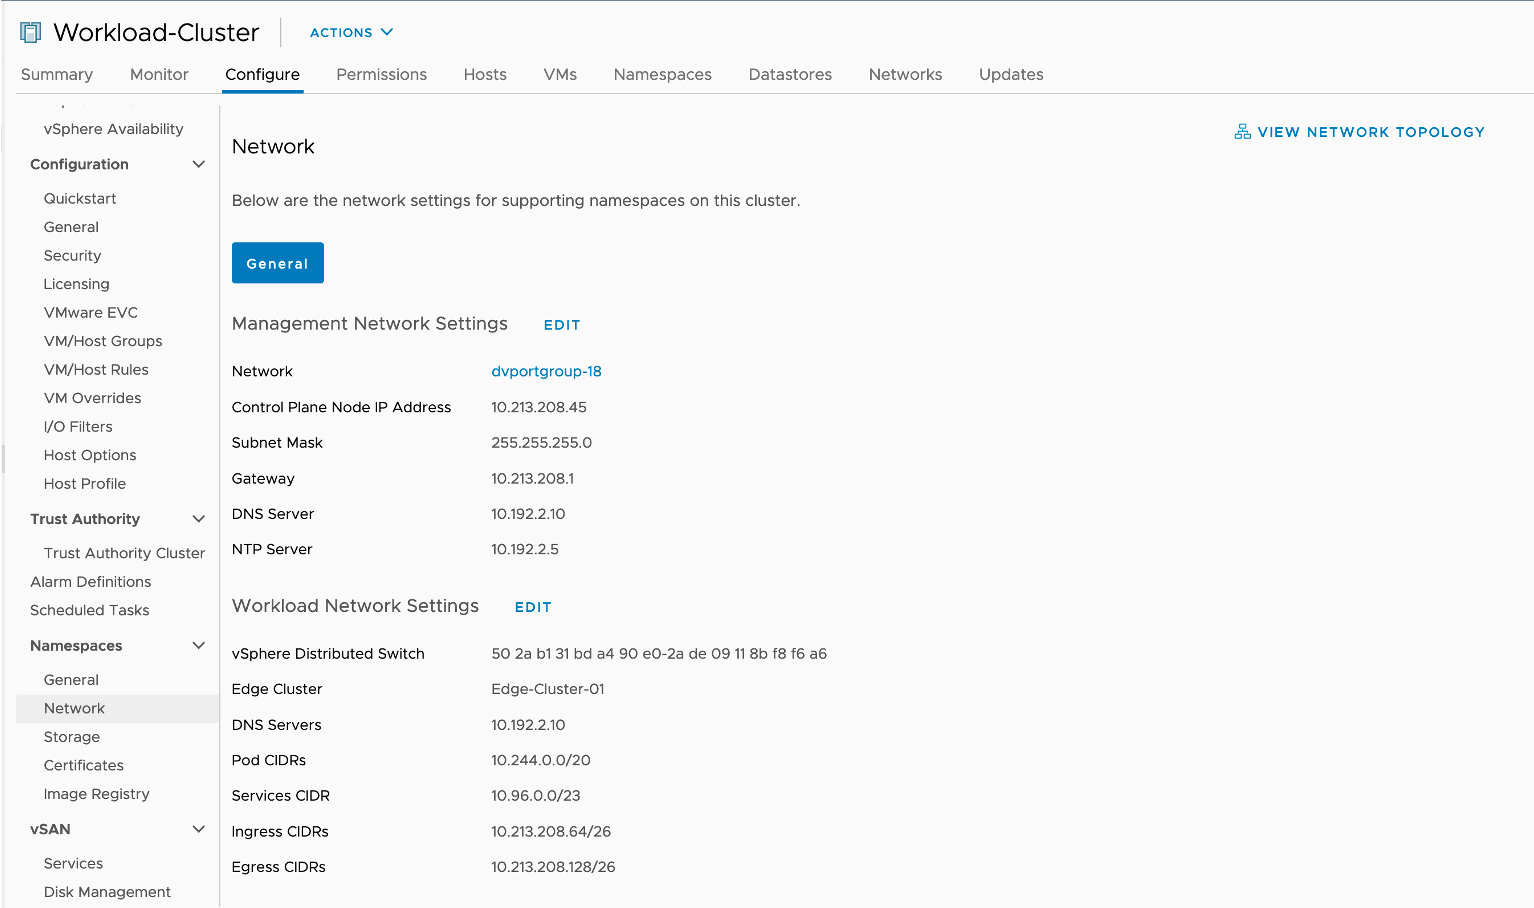 Workload-Cluster
ACTIONS
Summary Monitor Configure Permissions Hosts VMs Namespaces Datastores Networks Updates
vSphere Availability
Configuration
Quickstart
General
Security
Licensing
VMware EVC
VM/Host Groups
VM/Host Rules
VM Overrides
I/O Filters
Host Options
Host Profile
Trust Authority
Trust Authority Cluster
Alarm Definitions
Scheduled Tasks
Namespaces
General
Network
Storage
Certificates
Image Registry
vSAN
Services
Disk Management
Network
VIEW NETWORK TOPOLOGY
Below are the network settings for supporting namespaces on this cluster.
General
Management Network Settings EDIT
Network dvportgroup-18
Control Plane Node IP Address 10.213.208.45
Subnet Mask 255.255.255.0
Gateway 10.213.208.1
DNS Server 10.192.2.10
NTP Server 10.192.2.5
Workload Network Settings EDIT
vSphere Distributed Switch 50 2a b1 31 bd a4 90 e0-2a de 09 11 8b f8 f6 a6
Edge Cluster Edge-Cluster-01
DNS Servers 10.192.2.10
Pod CIDRs 10.244.0.0/20
Services CIDR 10.96.0.0/23
Ingress CIDRs 10.213.208.64/26
Egress CIDRs 10.213.208.128/26